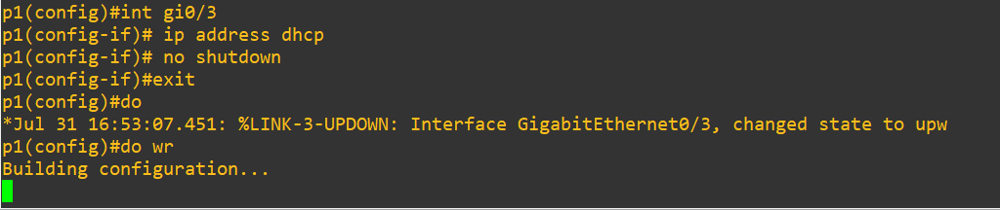 p1(config)#int gi0/3
p1(config-if)# ip address dhcp
p1(config-if)# no shutdown
p1(config-if)#exit
p1(config)#do
*Jul 31 16:53:07.451: %LINK-3-UPDOWN: Interface GigabitEthernet0/3, changed state to upw
p1(config)#do wr
Building configuration...